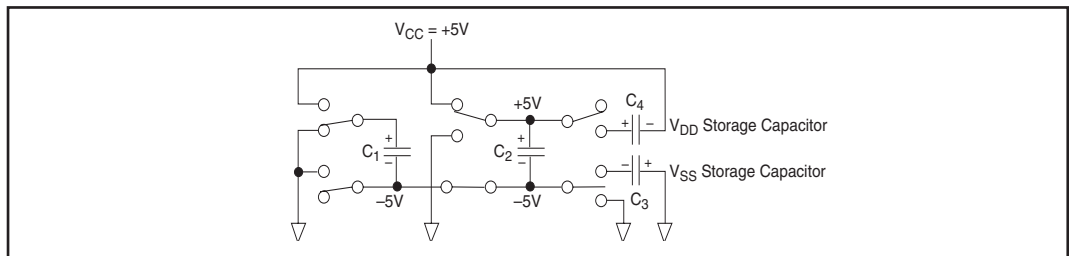 V_CC = +5V
+5V
C_4
+
–
V_DD Storage Capacitor
+
C_1
–
+
C_2
–
–
+
V_SS Storage Capacitor
C_3
–5V
–5V